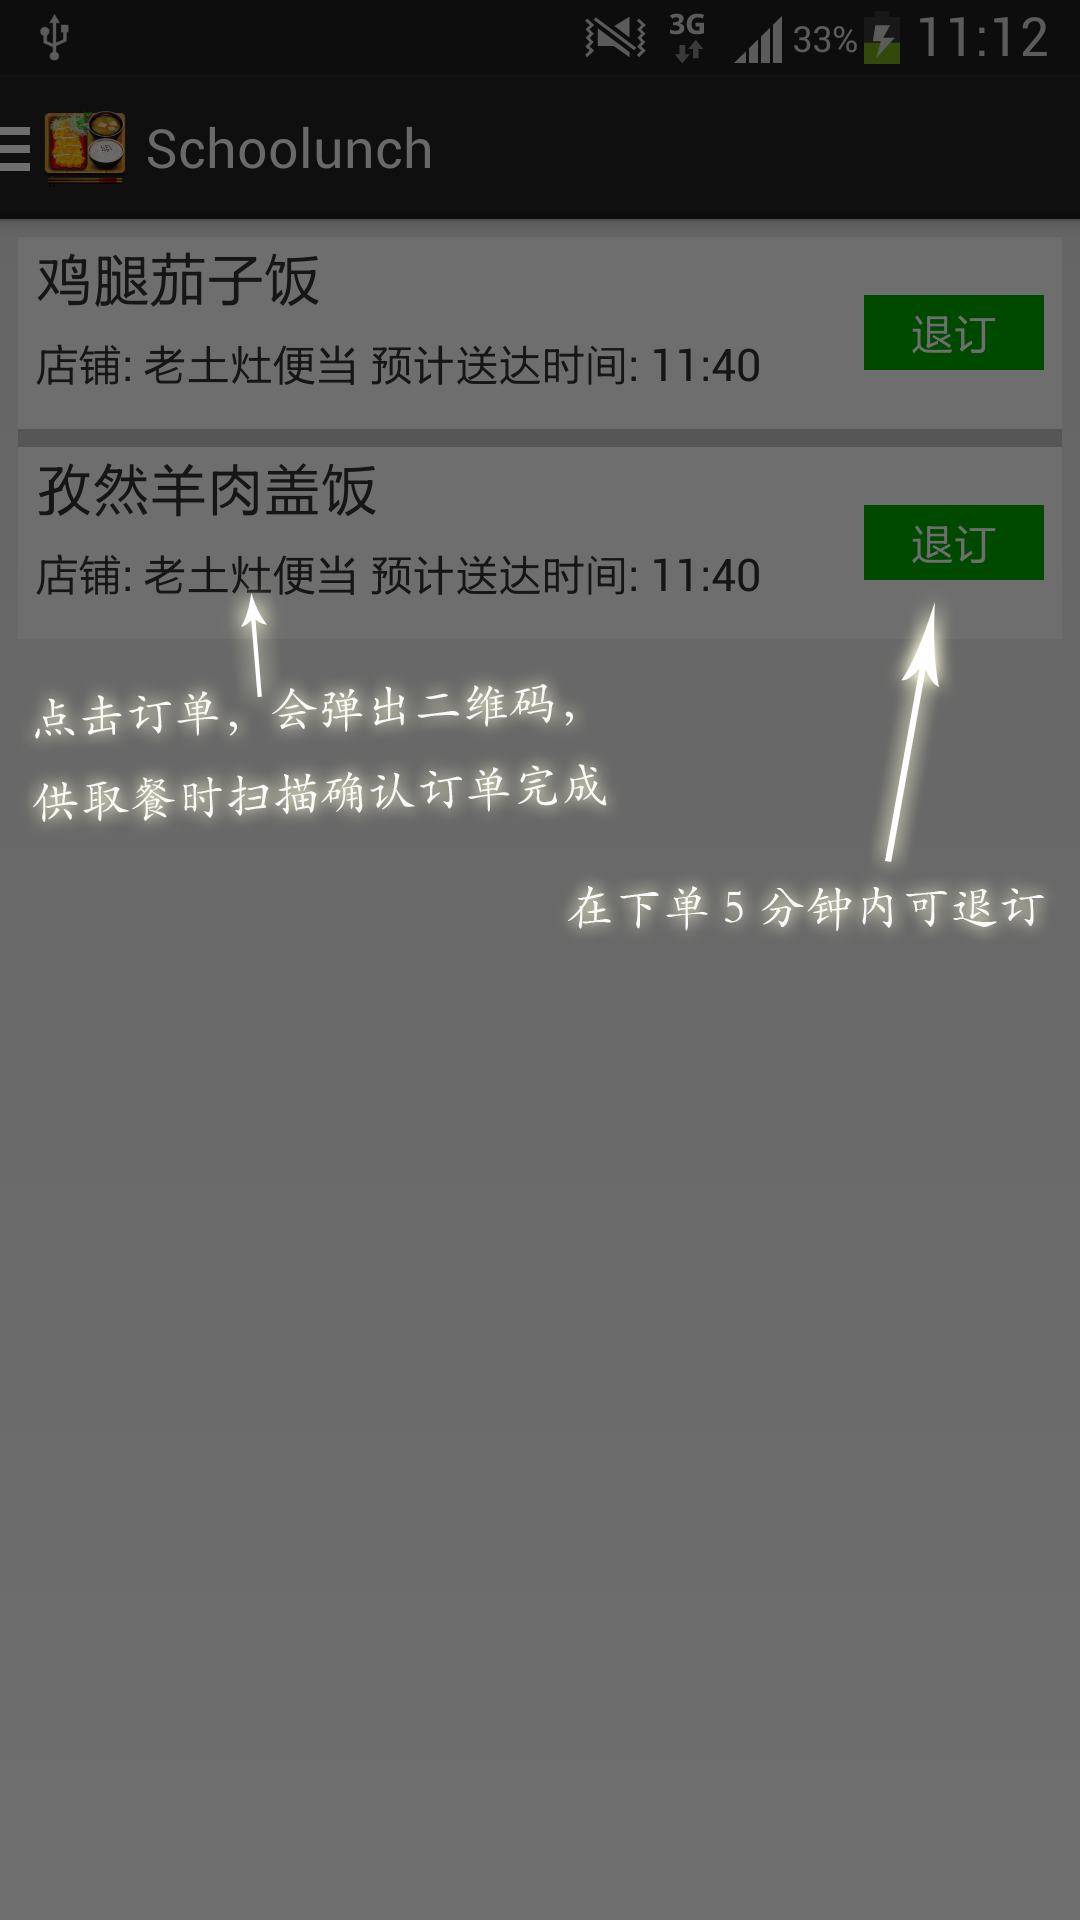 3G 33% 11:12
Schoolunch
鸡腿茄子饭
退订
店铺: 老土灶便当 预计送达时间: 11:40
孜然羊肉盖饭
退订
店铺: 老土灶便当 预计送达时间: 11:40
点击订单，会弹出二维码，
供取餐时扫描确认订单完成
在下单 5 分钟内可退订